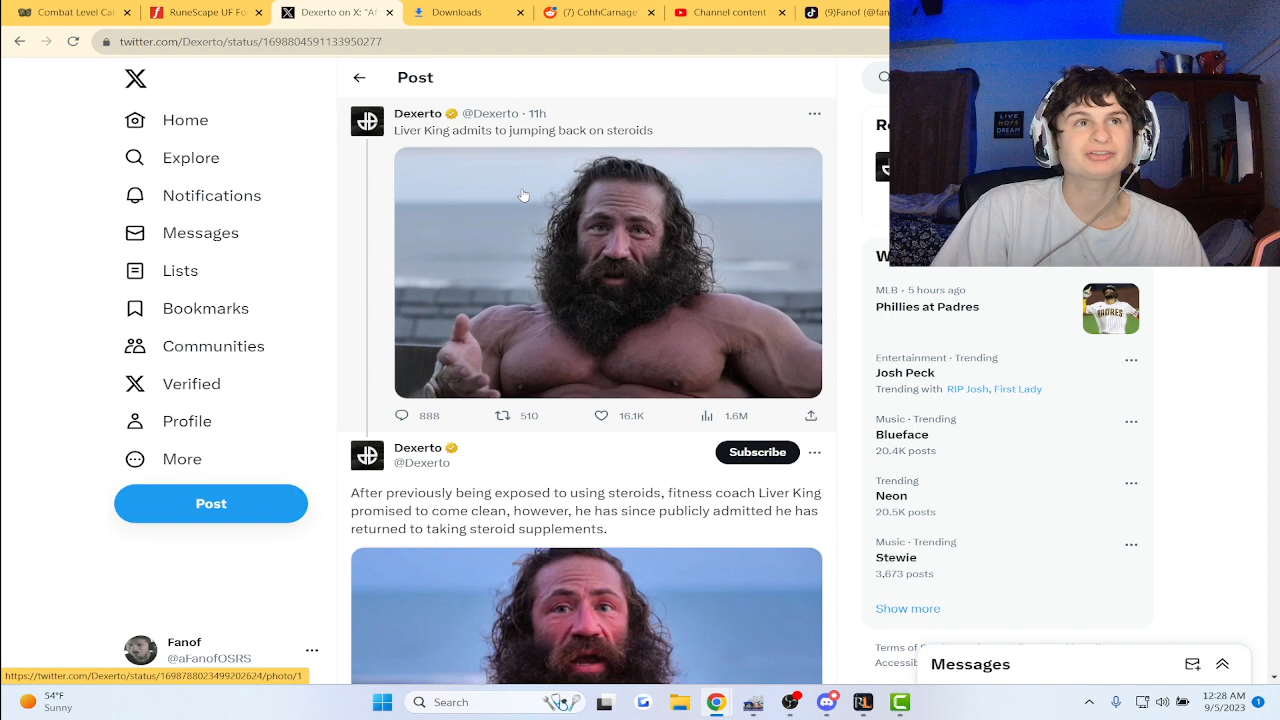 Combat Level Cal
RuneScape UF Fo
Dexerto on X: "Af
Downloads
(7) CohhCarnage
Channel content
(9)Fanof (@fan
twitter.com/Dexerto/status/1698804591133950277
Home
Explore
Notifications
Messages
Lists
Bookmarks
Communities
Verified
Profile
More
Post
Fanof
@aFanofOSRS
https://twitter.com/Dexerto/status/1698780823499202624/photo/1
Post
Dexerto @Dexerto · 11h
Liver King admits to jumping back on steroids
888 510 16.1K 1.6M
Dexerto
@Dexerto
Subscribe
After previously being exposed to using steroids, fitness coach Liver King
promised to come clean, however, he has since publicly admitted he has
returned to taking steroid supplements.
LIVE
HOPE
DREAM
MLB · 5 hours ago
Phillies at Padres
PADRES
Entertainment · Trending
Josh Peck
Trending with RIP Josh, First Lady
Music · Trending
Blueface
20.4K posts
Trending
Neon
20.5K posts
Music · Trending
Stewie
3,673 posts
Show more
Terms of
Accessib
Messages
54°F
Sunny
Search
12:28 AM
9/5/2023
1